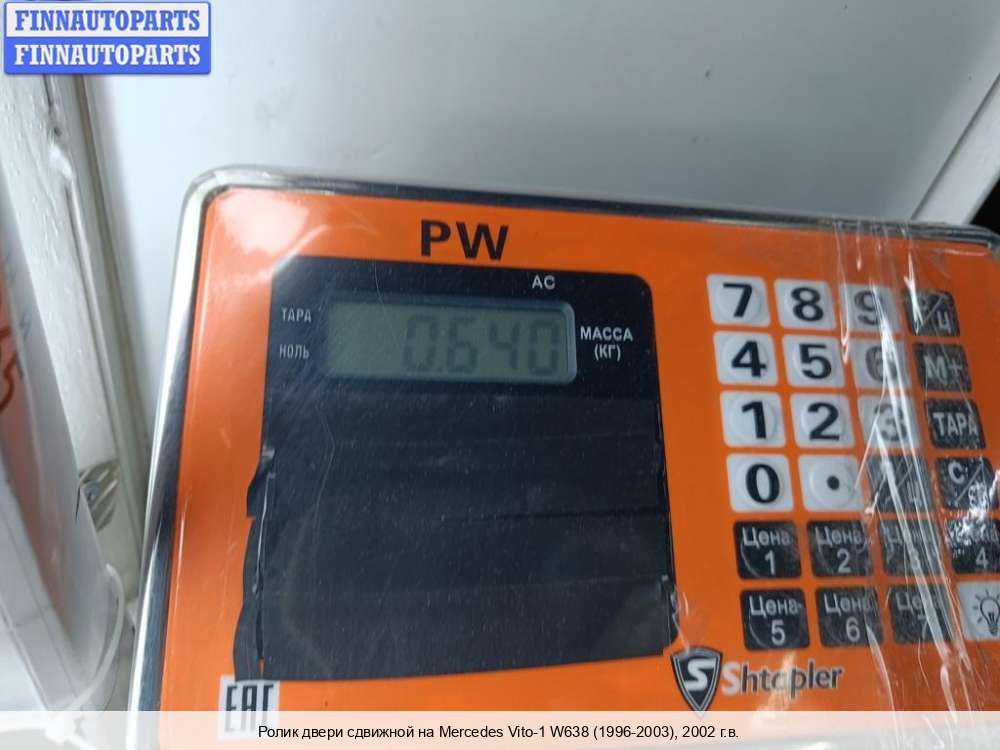 FINNAUTOPARTS
FINNAUTOPARTS
PW
AC
ТАРА
НОЛЬ
0.640
МАССА
(КГ)
7 8 9
4 5 6 М+
1 2 3 ТАРА
0 . С
Цена 1 Цена 2 4
Цена 5 Цена 6
S Shtapler
EAC
Ролик двери сдвижной на Mercedes Vito-1 W638 (1996-2003), 2002 г.в.